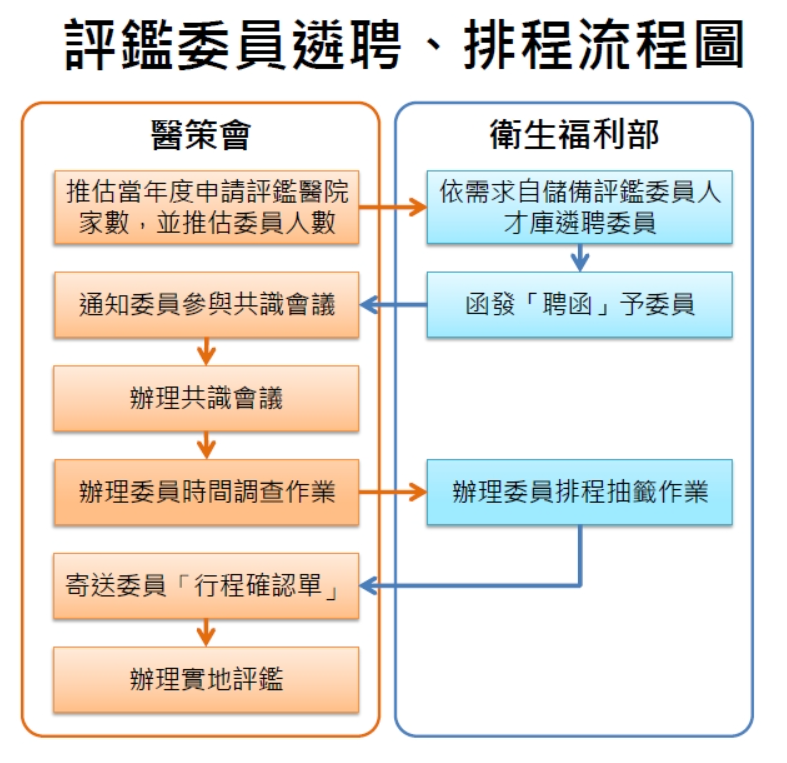 評鑑委員遴聘、排程流程圖
醫策會
推估當年度申請評鑑醫院
家數，並推估委員人數
通知委員參與共識會議
辦理共識會議
辦理委員時間調查作業
寄送委員「行程確認單」
辦理實地評鑑
衛生福利部
依需求自儲備評鑑委員人
才庫遴聘委員
函發「聘函」予委員
辦理委員排程抽籤作業